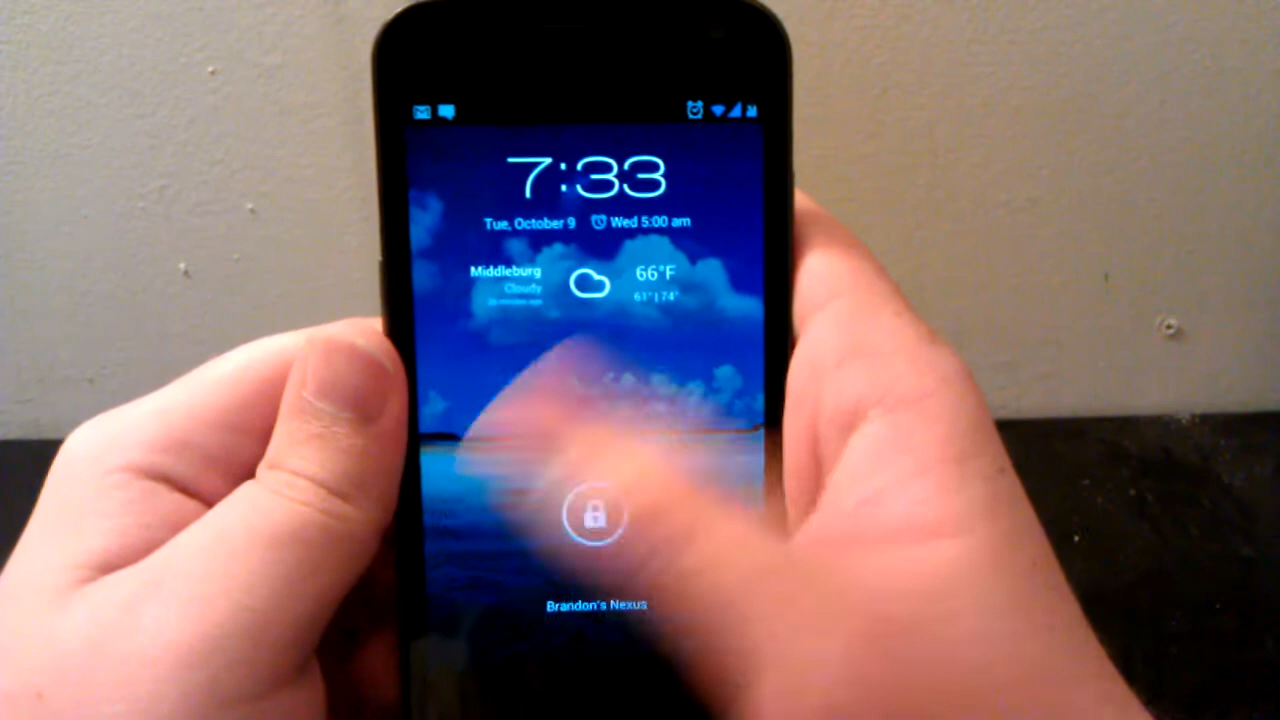 7:33
Tue, October 9 Wed 5:00 am
Middleburg
66°F
Cloudy
61°|74°
Brandon's Nexus